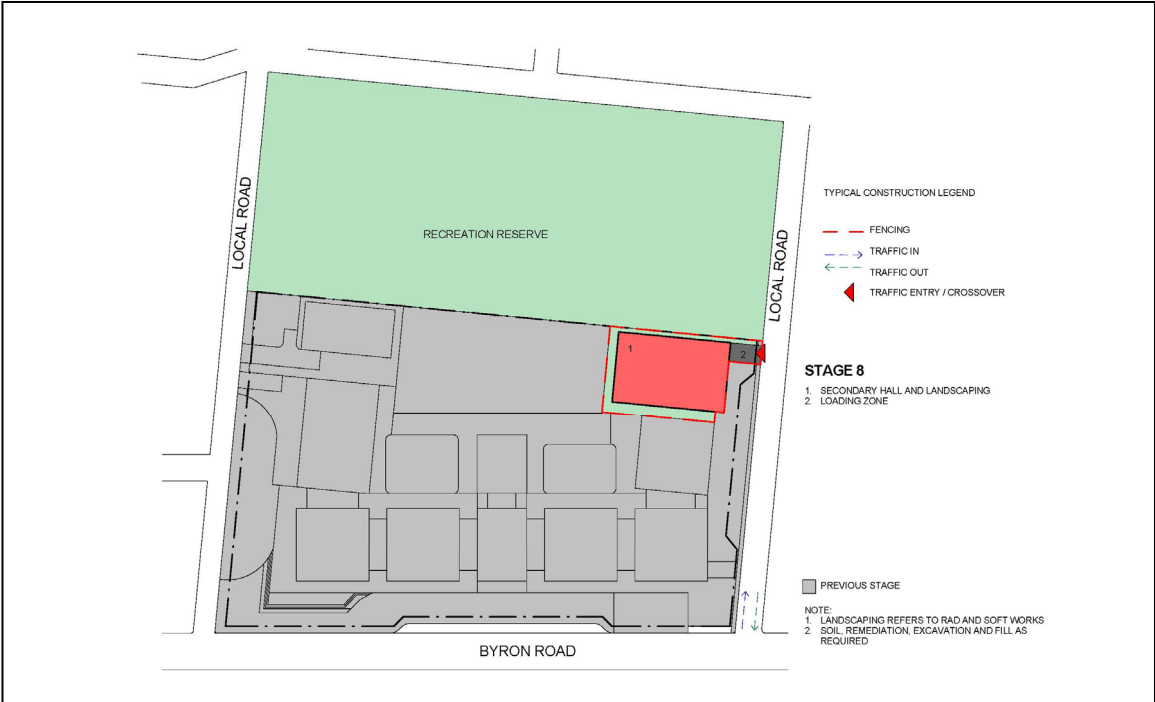 LOCAL ROAD
RECREATION RESERVE
LOCAL ROAD
1
2
BYRON ROAD
TYPICAL CONSTRUCTION LEGEND
FENCING
TRAFFIC IN
TRAFFIC OUT
TRAFFIC ENTRY / CROSSOVER
STAGE 8
1. SECONDARY HALL AND LANDSCAPING
2. LOADING ZONE
PREVIOUS STAGE
NOTE:
1. LANDSCAPING REFERS TO RAD AND SOFT WORKS
2. SOIL, REMEDIATION, EXCAVATION AND FILL AS
REQUIRED